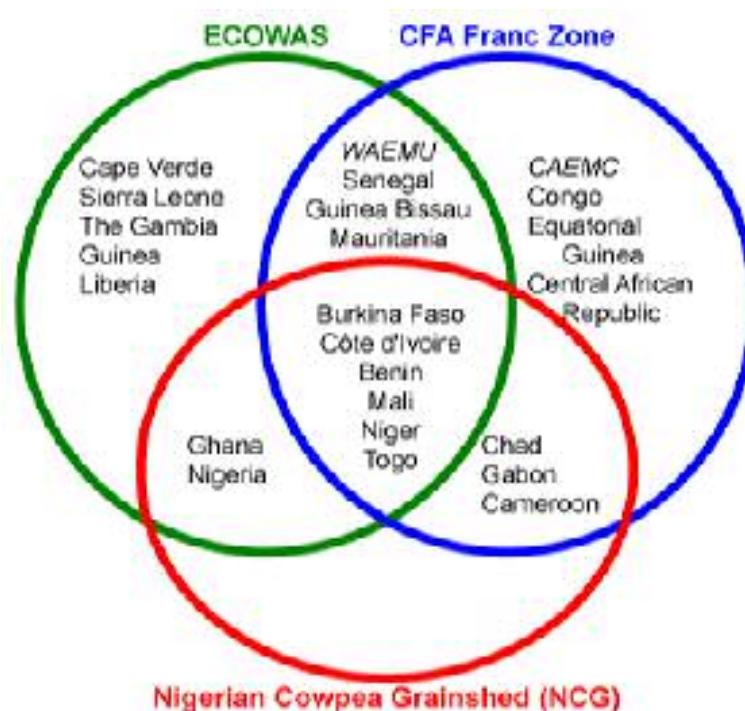 ECOWAS
CFA Franc Zone
Cape Verde
Sierra Leone
The Gambia
Guinea
Liberia
WAEMU
Senegal
Guinea Bissau
Mauritania
CAEMC
Congo
Equatorial
Guinea
Central African
Republic
Burkina Faso
Côte d'Ivoire
Benin
Mali
Niger
Togo
Ghana
Nigeria
Chad
Gabon
Cameroon
Nigerian Cowpea Grainshed (NCG)